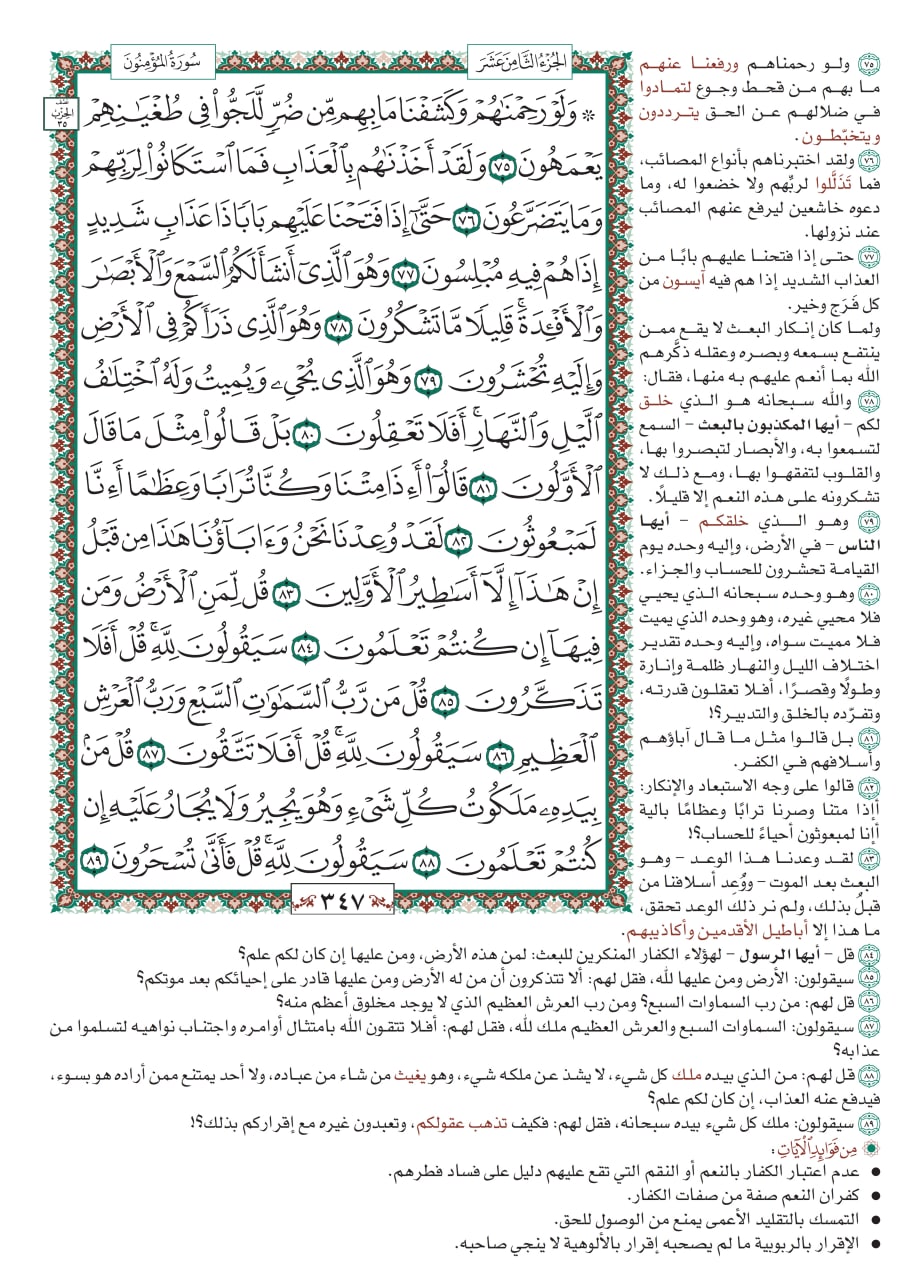 الجُزْءُ الثَّامِنَ عَشَرَ
سُورَةُ المُؤْمِنُونَ
نصف
الحزب
٣٥
۞ وَلَوْ رَحِمْنَٰهُمْ وَكَشَفْنَا مَا بِهِم مِّن ضُرٍّ لَّلَجُّوا۟ فِى طُغْيَٰنِهِمْ
يَعْمَهُونَ ٧٥ وَلَقَدْ أَخَذْنَٰهُم بِٱلْعَذَابِ فَمَا ٱسْتَكَانُوا۟ لِرَبِّهِمْ
وَمَا يَتَضَرَّعُونَ ٧٦ حَتَّىٰٓ إِذَا فَتَحْنَا عَلَيْهِم بَابًا ذَا عَذَابٍ شَدِيدٍ
إِذَا هُمْ فِيهِ مُبْلِسُونَ ٧٧ وَهُوَ ٱلَّذِىٓ أَنشَأَ لَكُمُ ٱلسَّمْعَ وَٱلْأَبْصَٰرَ
وَٱلْأَفْـِٔدَةَ ۚ قَلِيلًا مَّا تَشْكُرُونَ ٧٨ وَهُوَ ٱلَّذِى ذَرَأَكُمْ فِى ٱلْأَرْضِ
وَإِلَيْهِ تُحْشَرُونَ ٧٩ وَهُوَ ٱلَّذِى يُحْىِۦ وَيُمِيتُ وَلَهُ ٱخْتِلَٰفُ
ٱلَّيْلِ وَٱلنَّهَارِ ۚ أَفَلَا تَعْقِلُونَ ٨٠ بَلْ قَالُوا۟ مِثْلَ مَا قَالَ
ٱلْأَوَّلُونَ ٨١ قَالُوٓا۟ أَءِذَا مِتْنَا وَكُنَّا تُرَابًا وَعِظَٰمًا أَءِنَّا
لَمَبْعُوثُونَ ٨٢ لَقَدْ وُعِدْنَا نَحْنُ وَءَابَآؤُنَا هَٰذَا مِن قَبْلُ
إِنْ هَٰذَآ إِلَّآ أَسَٰطِيرُ ٱلْأَوَّلِينَ ٨٣ قُل لِّمَنِ ٱلْأَرْضُ وَمَن
فِيهَآ إِن كُنتُمْ تَعْلَمُونَ ٨٤ سَيَقُولُونَ لِلَّهِ ۚ قُلْ أَفَلَا
تَذَكَّرُونَ ٨٥ قُلْ مَن رَّبُّ ٱلسَّمَٰوَٰتِ ٱلسَّبْعِ وَرَبُّ ٱلْعَرْشِ
ٱلْعَظِيمِ ٨٦ سَيَقُولُونَ لِلَّهِ ۚ قُلْ أَفَلَا تَتَّقُونَ ٨٧ قُلْ مَنۢ
بِيَدِهِۦ مَلَكُوتُ كُلِّ شَىْءٍ وَهُوَ يُجِيرُ وَلَا يُجَارُ عَلَيْهِ إِن
كُنتُمْ تَعْلَمُونَ ٨٨ سَيَقُولُونَ لِلَّهِ ۚ قُلْ فَأَنَّىٰ تُسْحَرُونَ ٨٩
٣٤٧
٧٥ ولو رحمناهم ورفعنا عنهم
ما بهم من قحط وجوع لتمادوا
في ضلالهم عن الحق يترددون
ويتخبّطون.
٧٦ ولقد اختبرناهم بأنواع المصائب،
فما تَذَلَّلوا لربّهم ولا خضعوا له، وما
دعوه خاشعين ليرفع عنهم المصائب
عند نزولها.
٧٧ حتى إذا فتحنا عليهم بابًا من
العذاب الشديد إذا هم فيه آيسون من
كل فَرَج وخير.
ولما كان إنكار البعث لا يقع ممن
ينتفع بسمعه وبصره وعقله ذكَّرهم
الله بما أنعم عليهم به منها، فقال:
٧٨ والله سبحانه هو الذي خلق
لكم - أيها المكذبون بالبعث - السمع
لتسمعوا به، والأبصار لتبصروا بها،
والقلوب لتفقهوا بها، ومع ذلك لا
تشكرونه على هذه النعم إلا قليلًا.
٧٩ وهو الذي خلقكم - أيها
الناس - في الأرض، وإليه وحده يوم
القيامة تحشرون للحساب والجزاء.
٨٠ وهو وحده سبحانه الذي يحيي
فلا محيي غيره، وهو وحده الذي يميت
فلا مميت سواه، وإليه وحده تقدير
اختلاف الليل والنهار ظلمة وإنارة
وطولًا وقصرًا، أفلا تعقلون قدرته،
وتفرّده بالخلق والتدبير؟!
٨١ بل قالوا مثل ما قال آباؤهم
وأسلافهم في الكفر.
٨٢ قالوا على وجه الاستبعاد والإنكار:
أإذا متنا وصرنا ترابًا وعظامًا بالية
أإنا لمبعوثون أحياءً للحساب؟!
٨٣ لقد وعدنا هذا الوعد - وهو
البعث بعد الموت - ووُعِد أسلافنا من
قبلُ بذلك، ولم نر ذلك الوعد تحقق،
ما هذا إلا أباطيل الأقدمين وأكاذيبهم.
٨٤ قل - أيها الرسول - لهؤلاء الكفار المنكرين للبعث: لمن هذه الأرض، ومن عليها إن كان لكم علم؟
٨٥ سيقولون: الأرض ومن عليها لله، فقل لهم: ألا تتذكرون أن من له الأرض ومن عليها قادر على إحيائكم بعد موتكم؟
٨٦ قل لهم: من رب السماوات السبع؟ ومن رب العرش العظيم الذي لا يوجد مخلوق أعظم منه؟
٨٧ سيقولون: السماوات السبع والعرش العظيم ملك لله، فقل لهم: أفلا تتقون الله بامتثال أوامره واجتناب نواهيه لتسلموا من
عذابه؟
٨٨ قل لهم: من الذي بيده ملك كل شيء، لا يشذ عن ملكه شيء، وهو يغيث من شاء من عباده، ولا أحد يمتنع ممن أراده هو بسوء،
فيدفع عنه العذاب، إن كان لكم علم؟
٨٩ سيقولون: ملك كل شيء بيده سبحانه، فقل لهم: فكيف تذهب عقولكم، وتعبدون غيره مع إقراركم بذلك؟!
مِن فَوَائِدِ الْآيَاتِ:
• عدم اعتبار الكفار بالنعم أو النقم التي تقع عليهم دليل على فساد فطرهم.
• كفران النعم صفة من صفات الكفار.
• التمسك بالتقليد الأعمى يمنع من الوصول للحق.
• الإقرار بالربوبية ما لم يصحبه إقرار بالألوهية لا ينجي صاحبه.